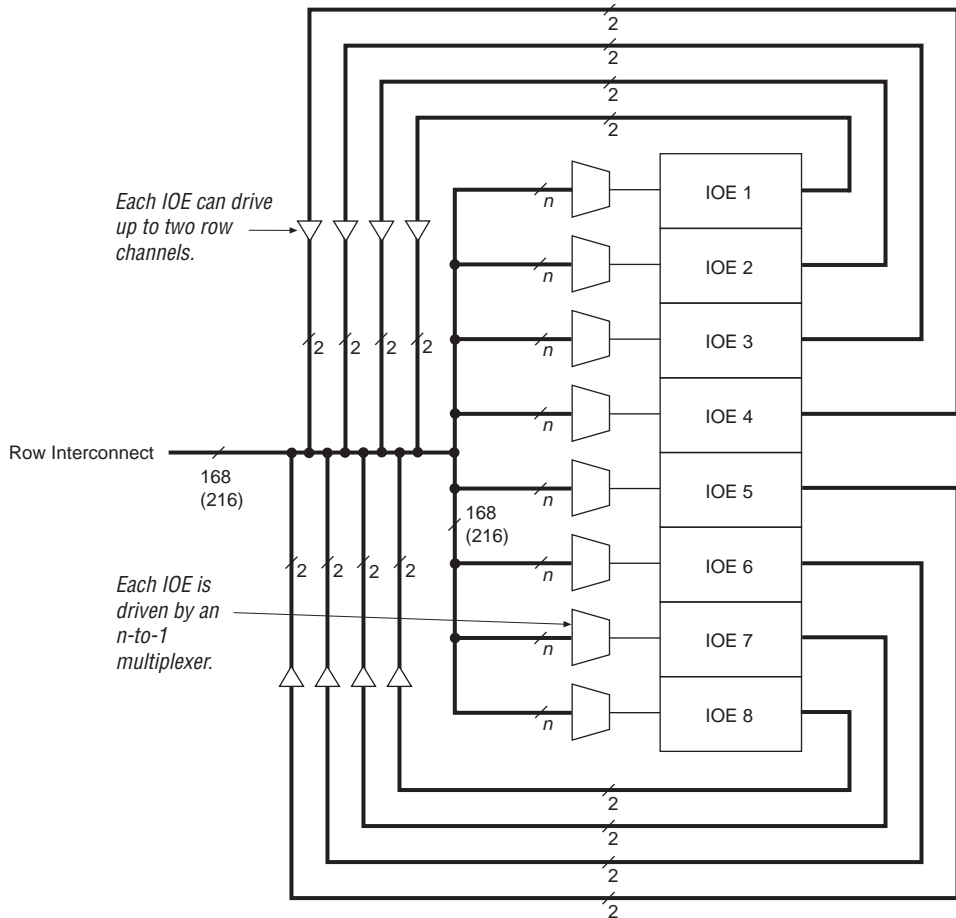 2
2
2
2
Each IOE can drive
up to two row
channels.
n
IOE 1
n
IOE 2
2 2 2 2
n
IOE 3
n
IOE 4
Row Interconnect
168
(216)
n
IOE 5
168
(216)
2 2 2 2
n
IOE 6
Each IOE is
driven by an
n-to-1
multiplexer.
n
IOE 7
n
IOE 8
2
2
2
2